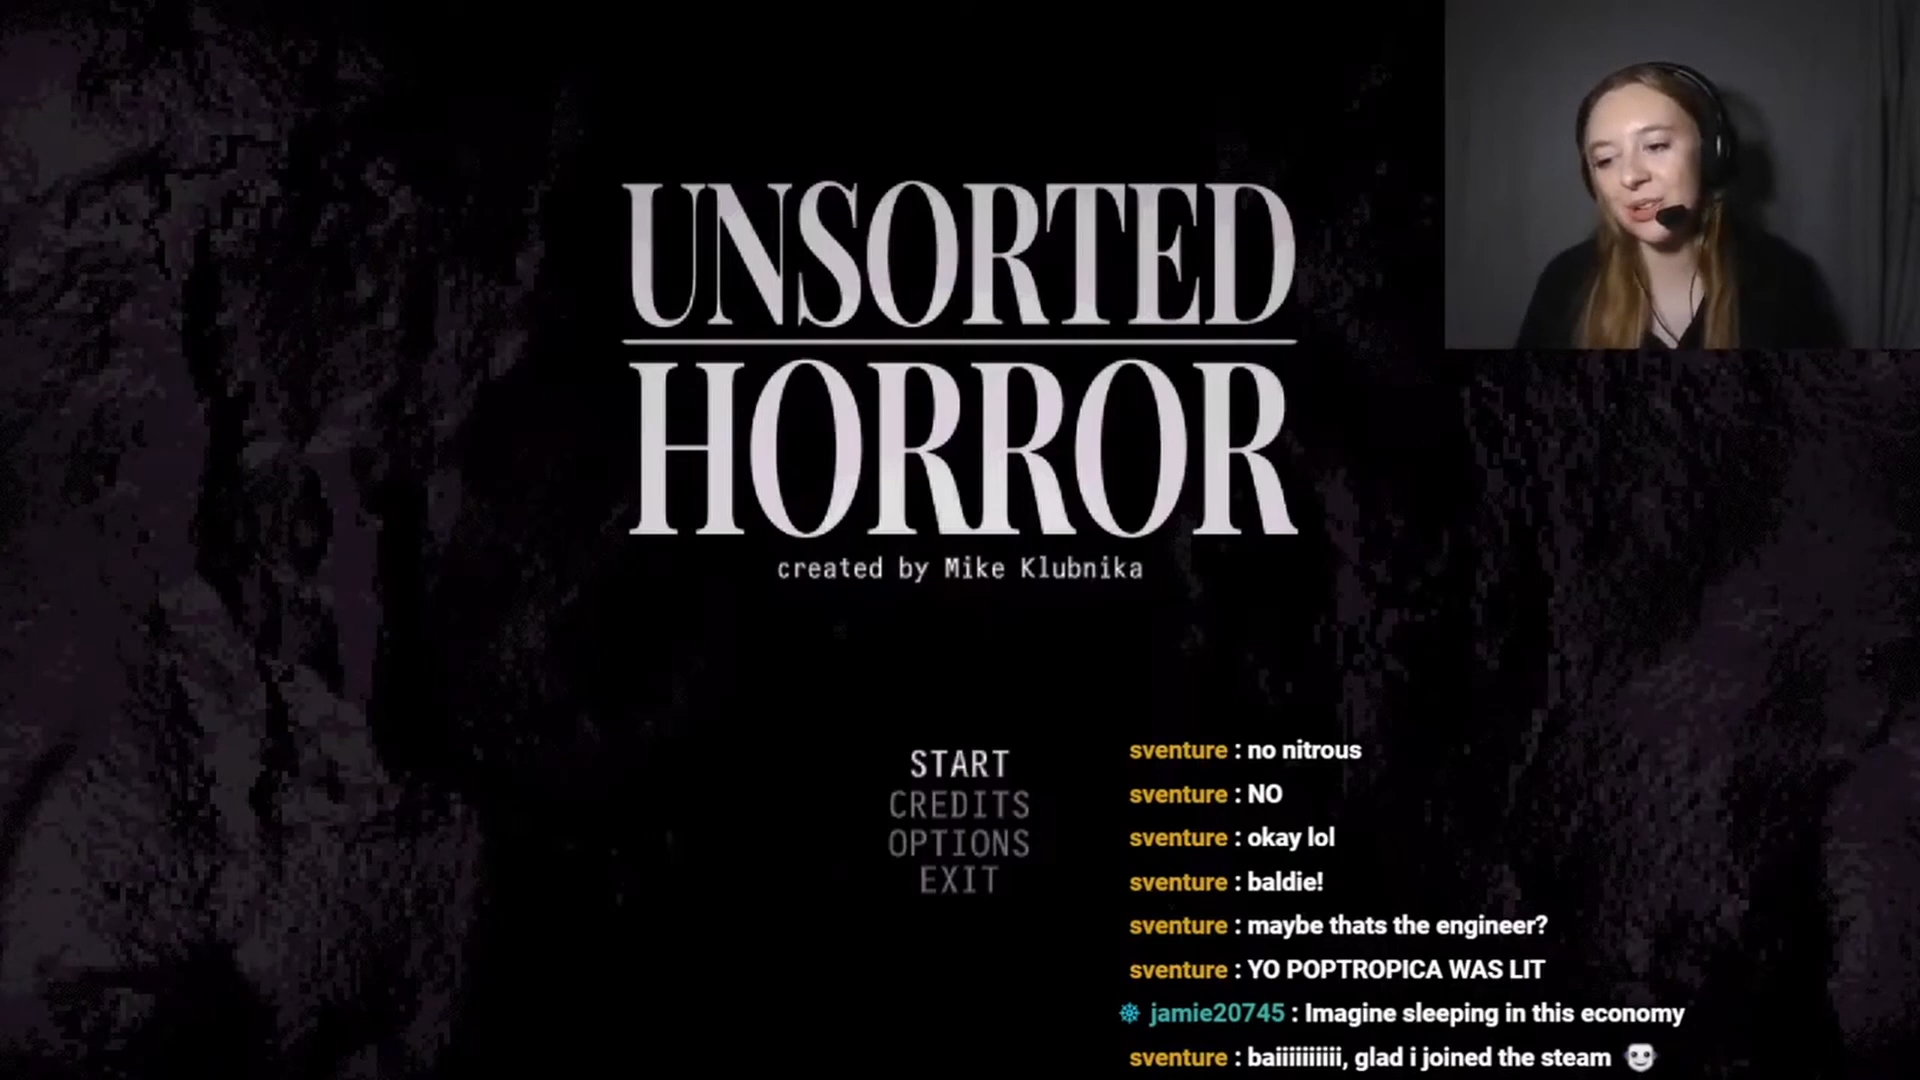 UNSORTED
HORROR
created by Mike Klubnika
START
CREDITS
OPTIONS
EXIT
sventure : no nitrous
sventure : NO
sventure : okay lol
sventure : baldie!
sventure : maybe thats the engineer?
sventure : YO POPTROPICA WAS LIT
jamie20745 : Imagine sleeping in this economy
sventure : baiiiiiiiiii, glad i joined the steam